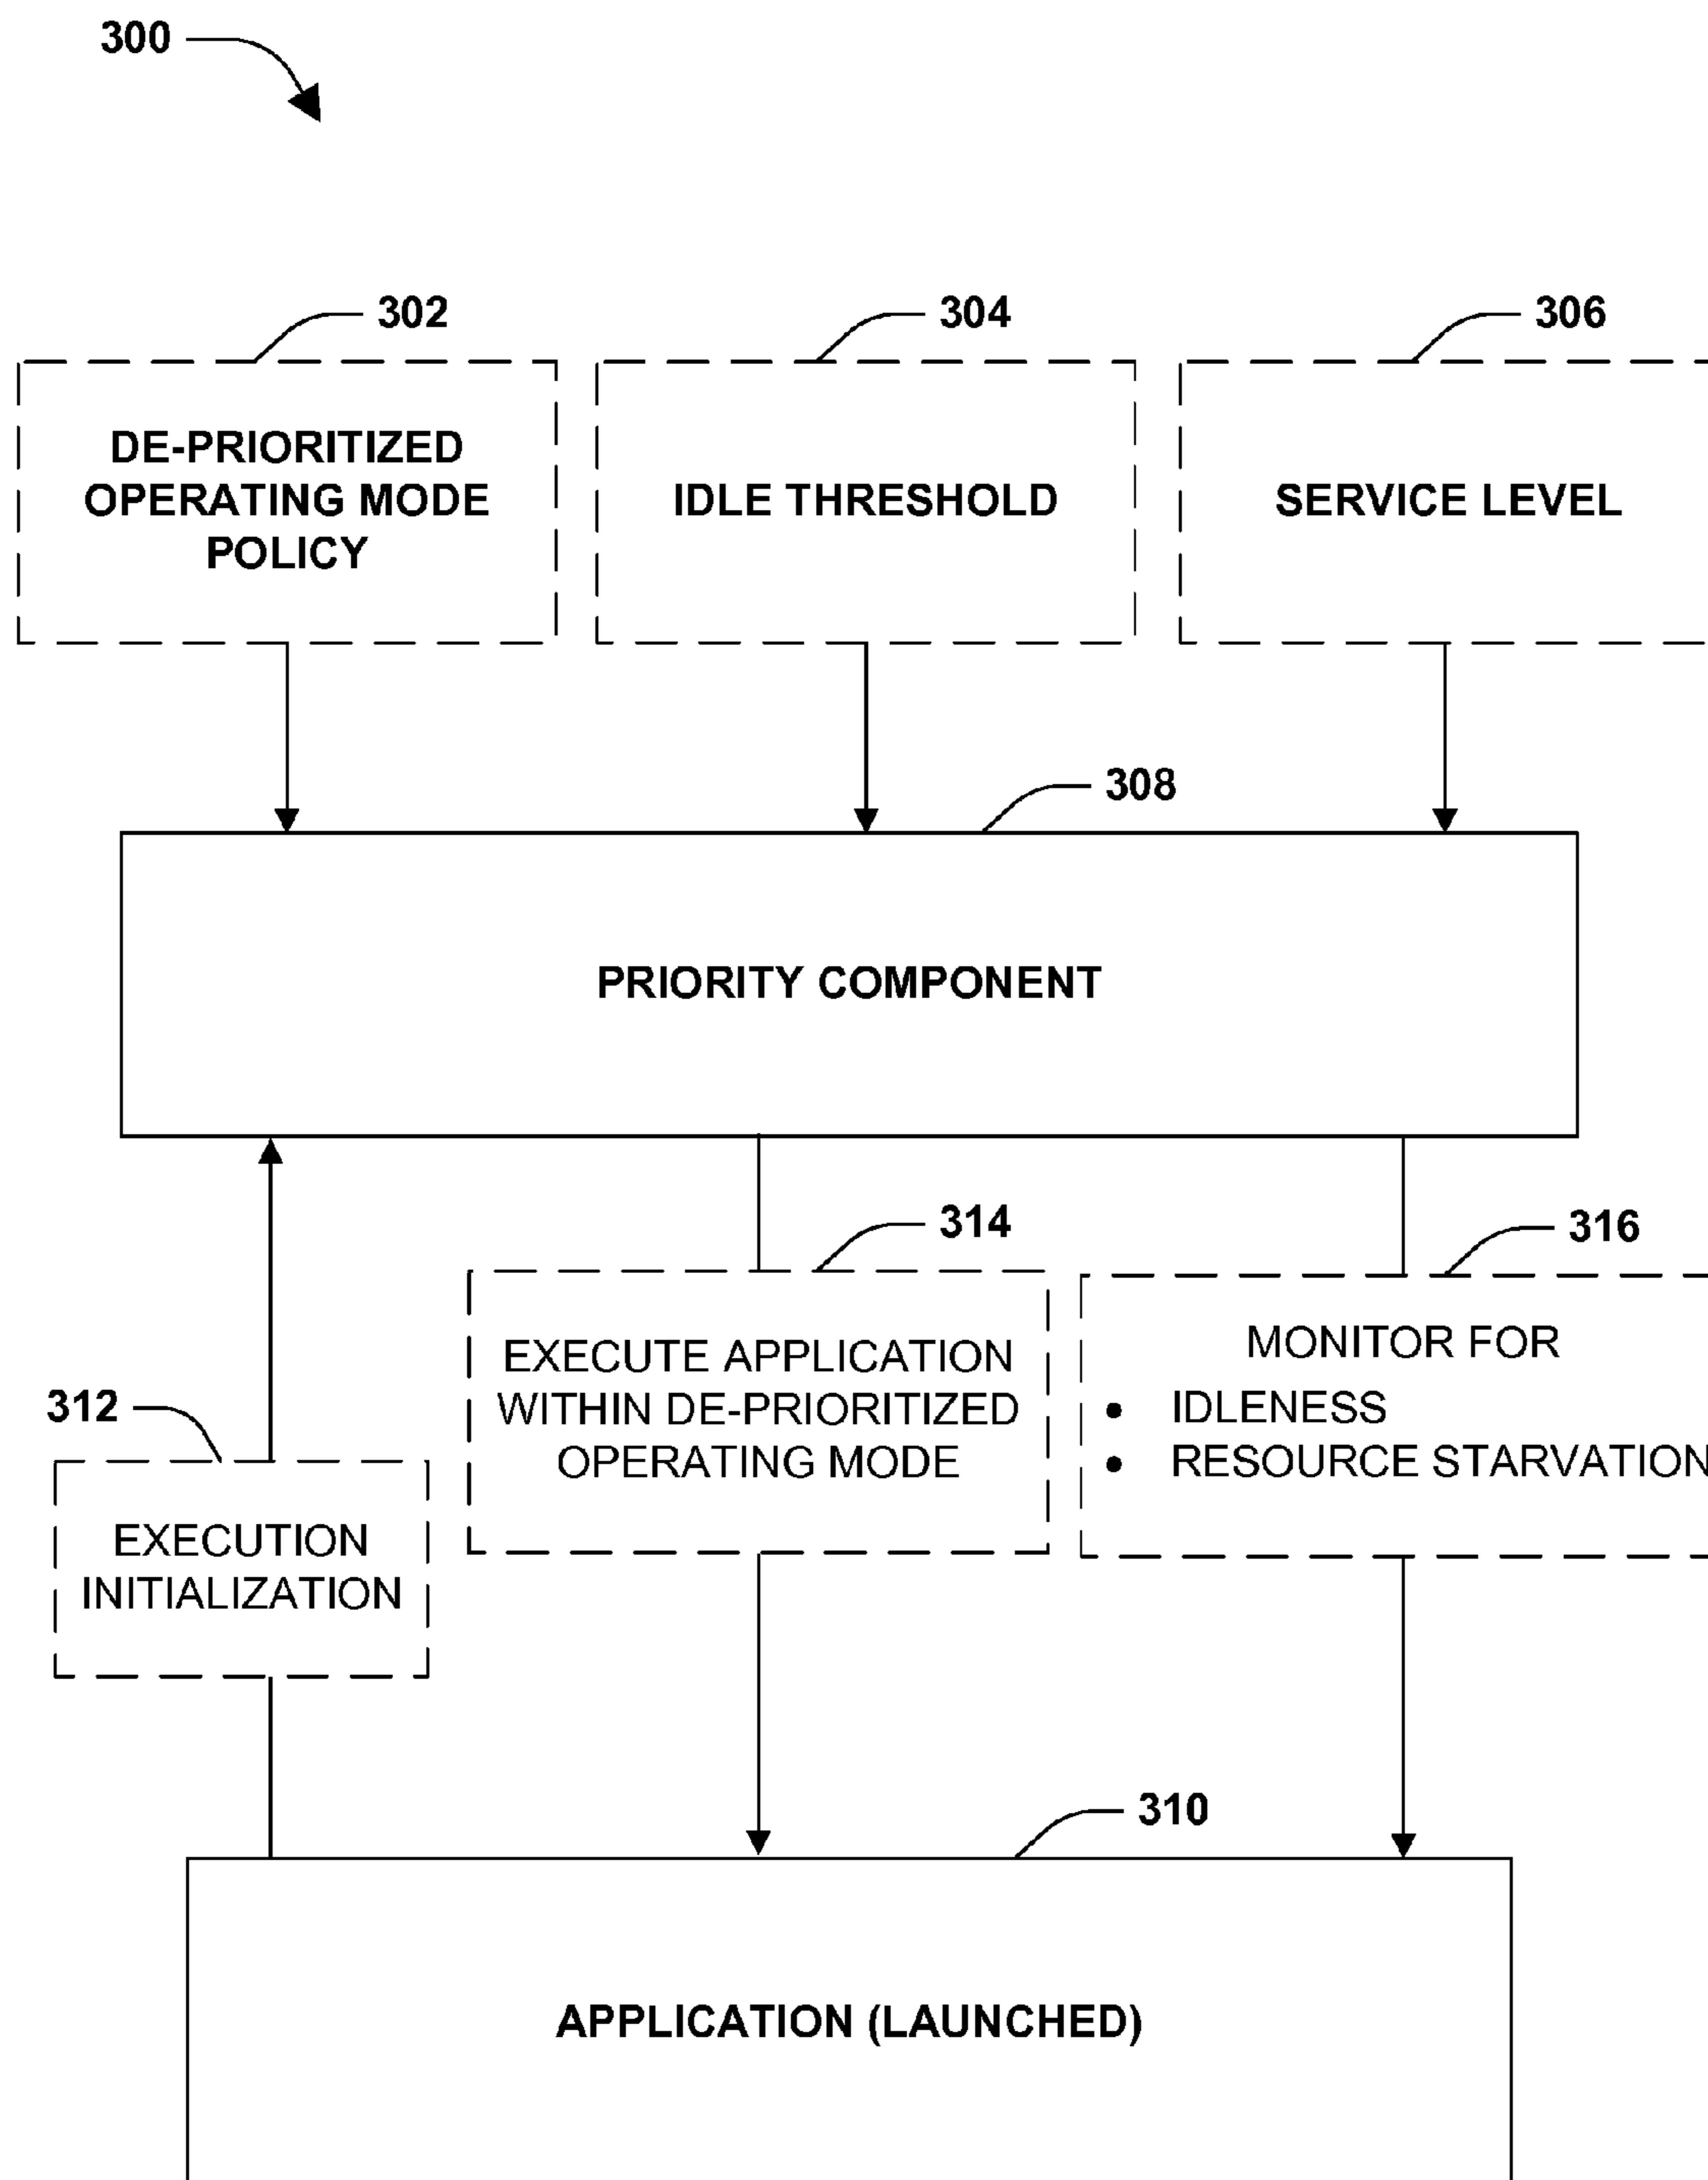 300
302
304
306
DE-PRIORITIZED
OPERATING MODE
POLICY
IDLE THRESHOLD
SERVICE LEVEL
308
PRIORITY COMPONENT
312
EXECUTION
INITIALIZATION
314
EXECUTE APPLICATION
WITHIN DE-PRIORITIZED
OPERATING MODE
316
MONITOR FOR
• IDLENESS
• RESOURCE STARVATION
310
APPLICATION (LAUNCHED)